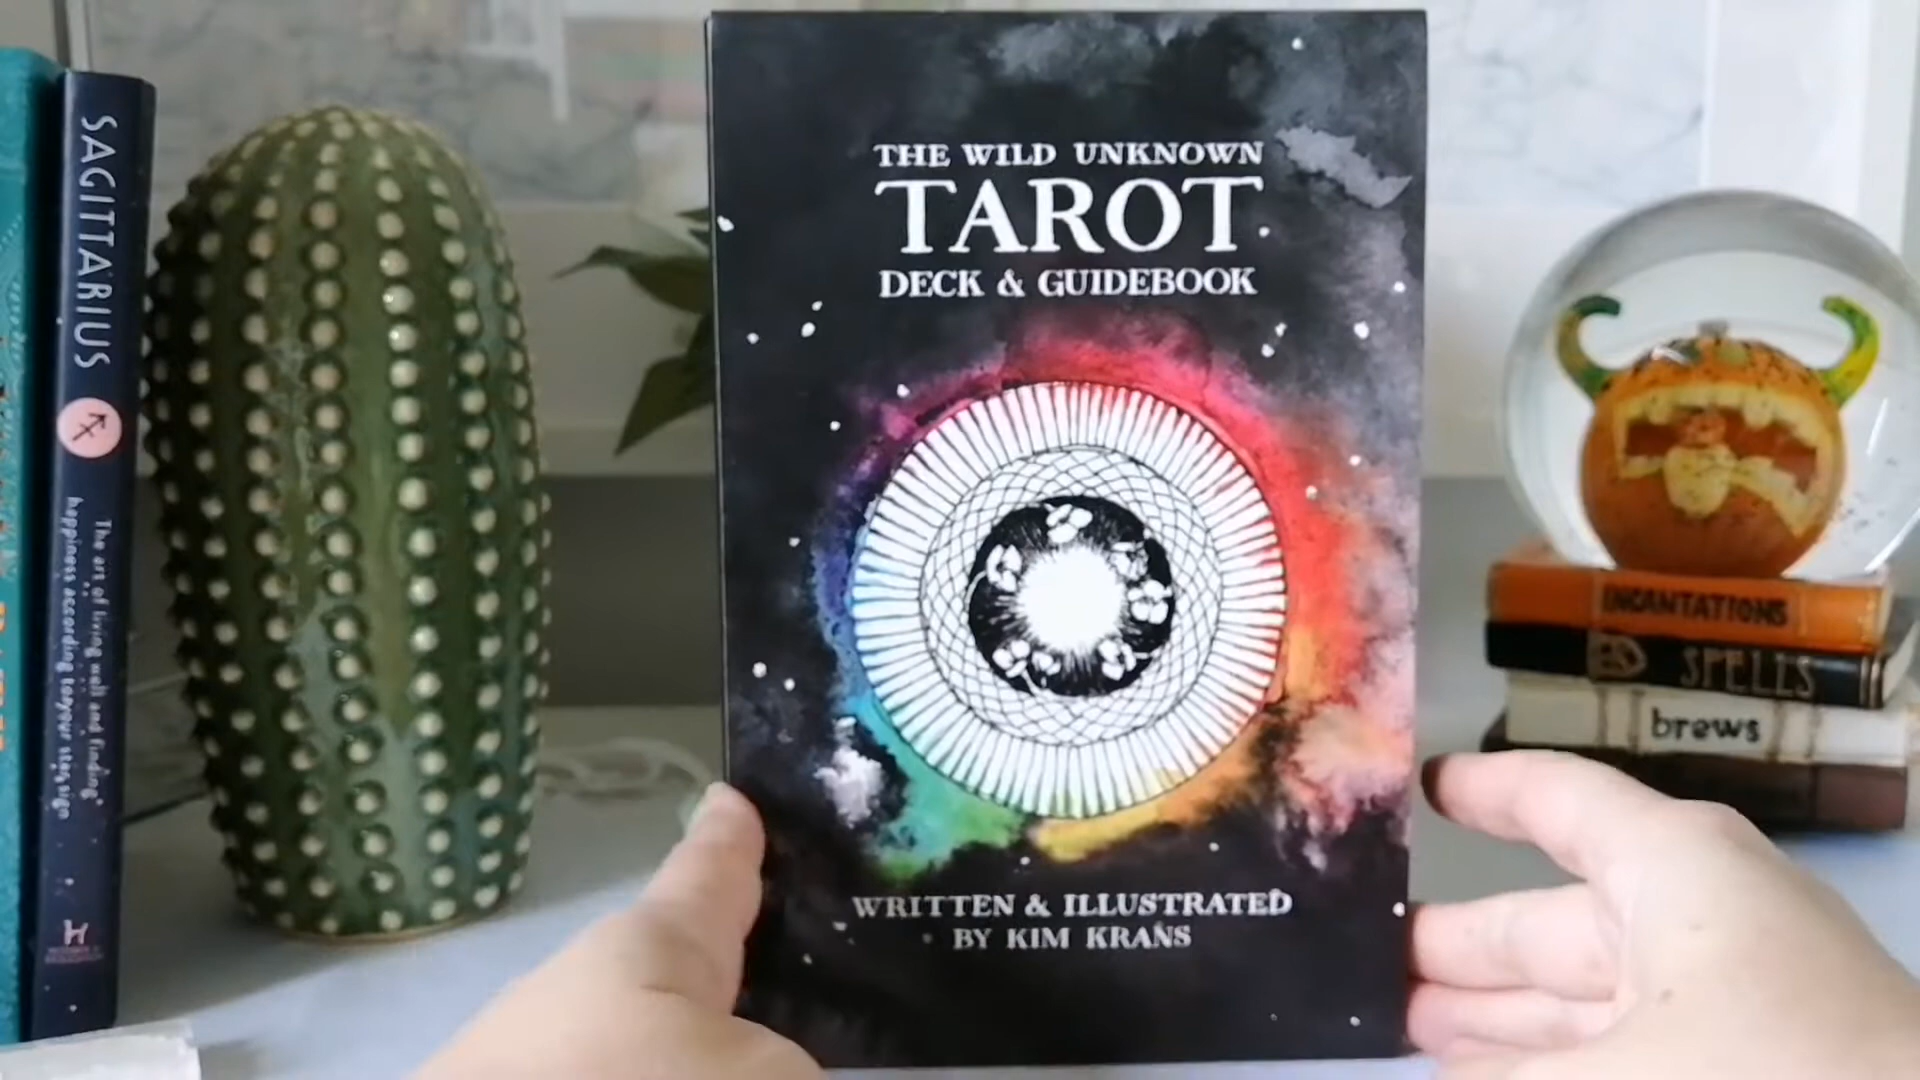 SAGITTARIUS
The art of living well and finding
happiness according to your star sign
THE WILD UNKNOWN
TAROT
DECK & GUIDEBOOK
WRITTEN & ILLUSTRATED
BY KIM KRANS
INCANTATIONS
SPELLS
brews